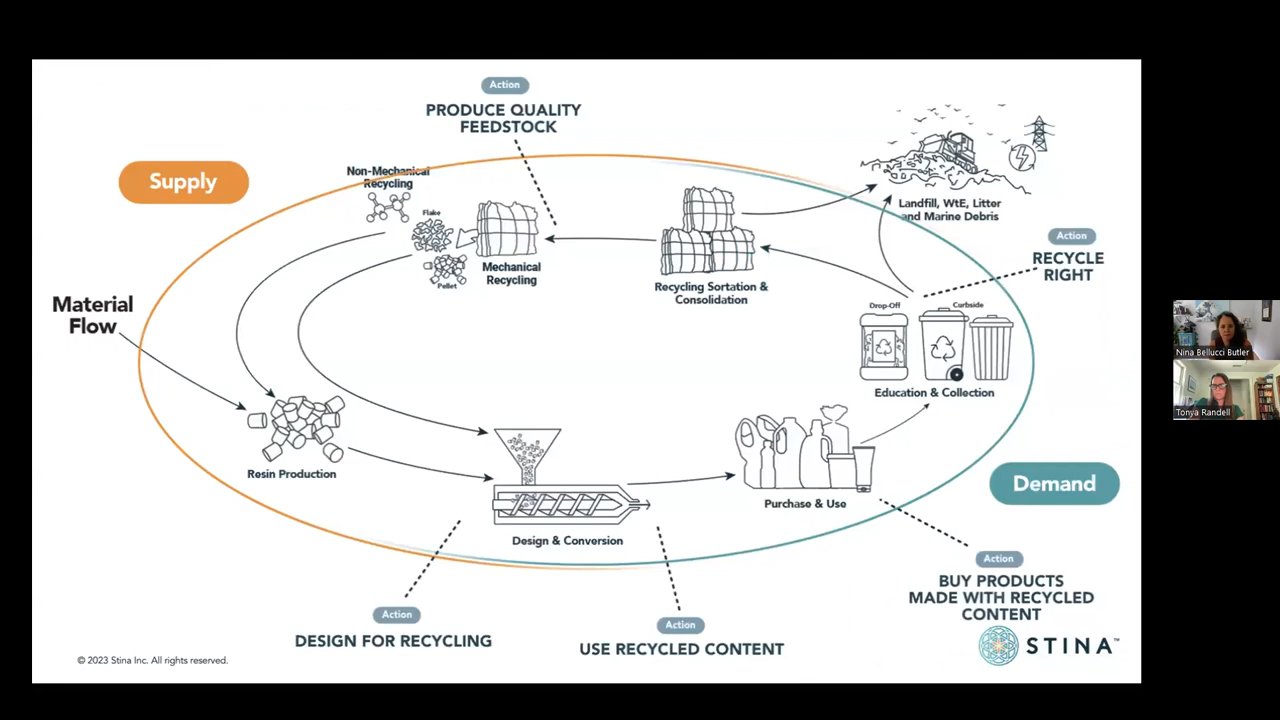 Action
PRODUCE QUALITY
FEEDSTOCK
Supply
Non-Mechanical
Recycling
Flake
Pellet
Mechanical
Recycling
Recycling Sortation &
Consolidation
Landfill, WtE, Litter
and Marine Debris
Action
RECYCLE
RIGHT
Material
Flow
Drop-Off
Curbside
Education & Collection
Resin Production
Purchase & Use
Demand
Design & Conversion
Action
DESIGN FOR RECYCLING
Action
USE RECYCLED CONTENT
Action
BUY PRODUCTS
MADE WITH RECYCLED
CONTENT
STINA™
© 2023 Stina Inc. All rights reserved.
Nina Bellucci Butler
Tonya Randell